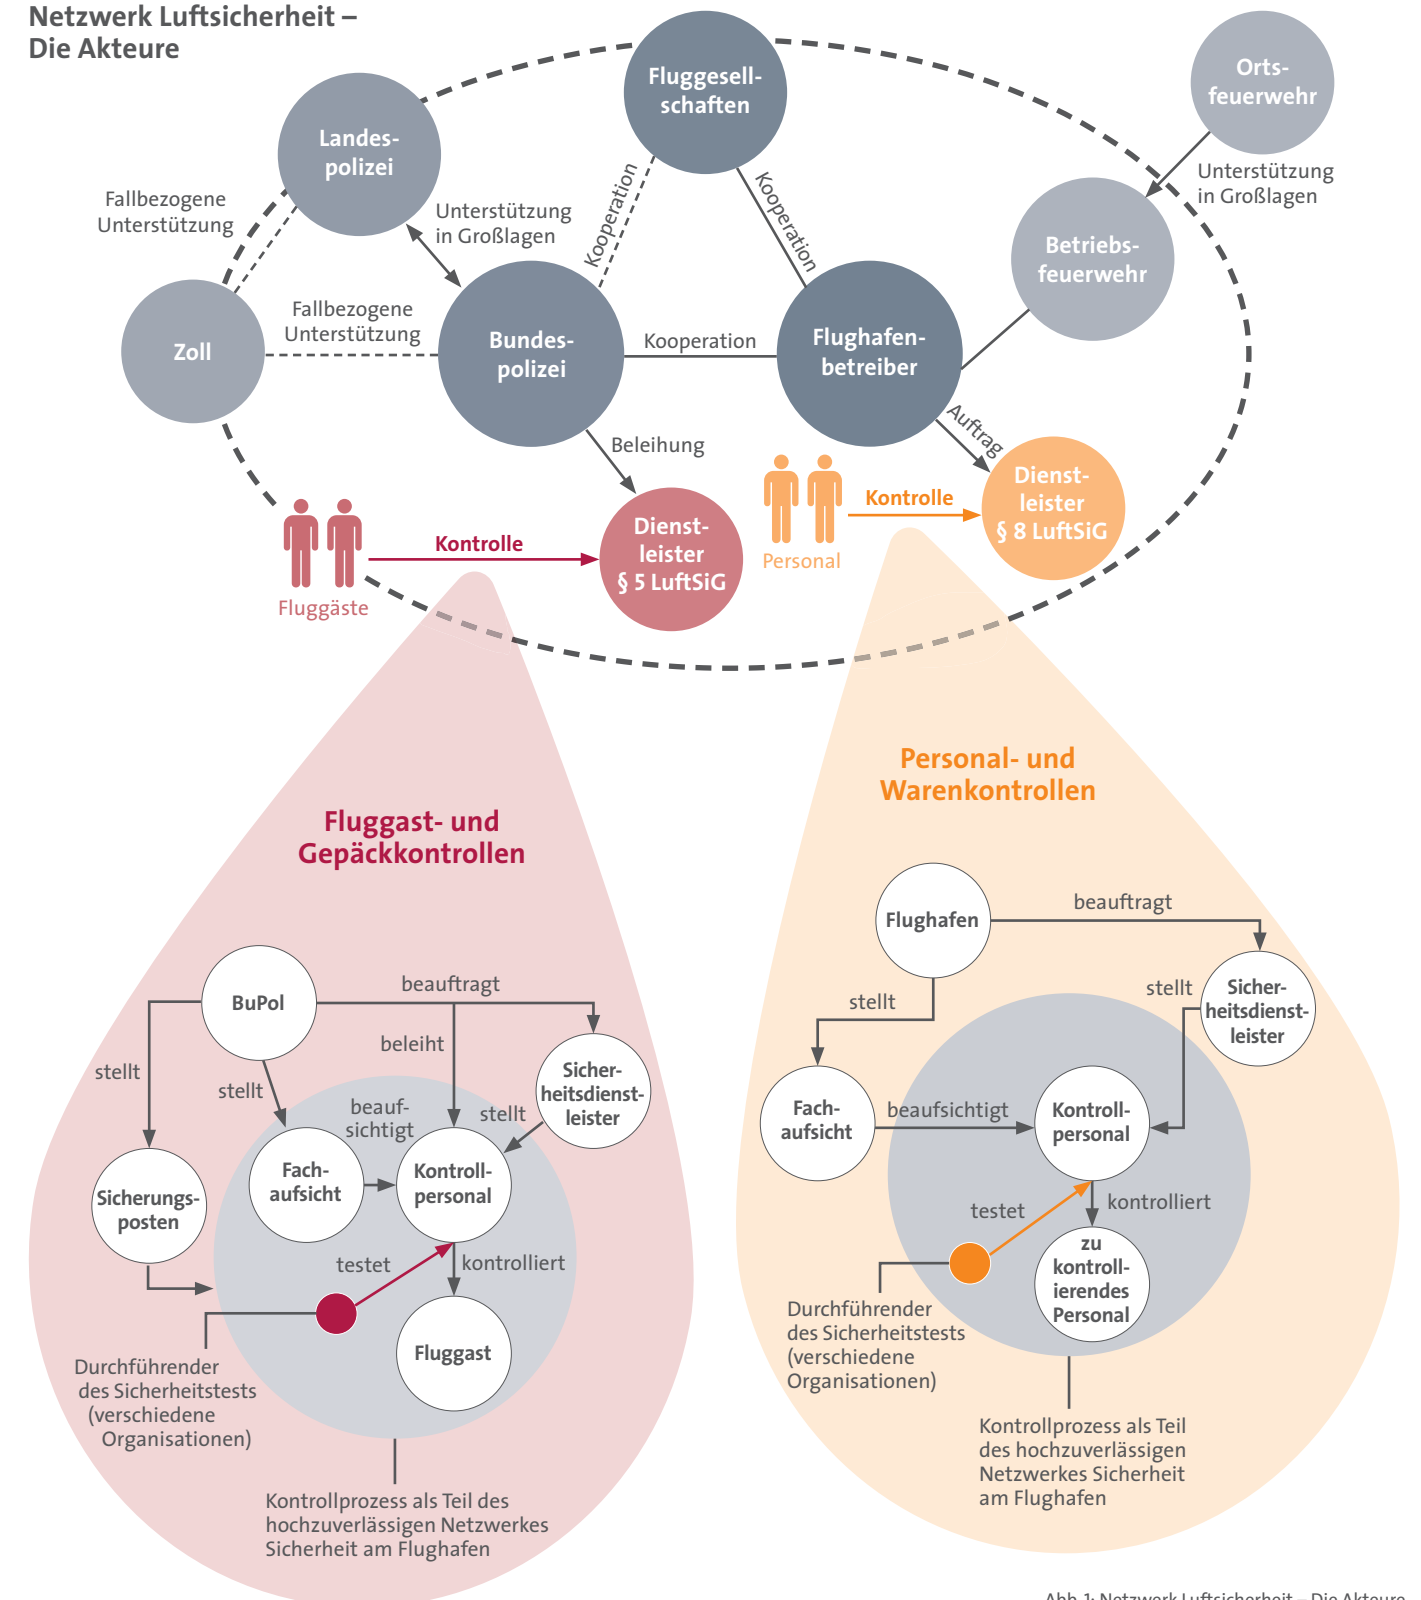 Netzwerk Luftsicherheit –
Die Akteure
Fluggesell-
schaften
Orts-
feuerwehr
Landes-
polizei
Unterstützung
in Großlagen
Fallbezogene
Unterstützung
Unterstützung
in Großlagen
Kooperation
Kooperation
Betriebs-
feuerwehr
Zoll
Fallbezogene
Unterstützung
Bundes-
polizei
Kooperation
Flughafen-
betreiber
Beleihung
Auftrag
Dienst-
leister
§ 5 LuftSiG
Dienst-
leister
§ 8 LuftSiG
Kontrolle
Personal
Kontrolle
Fluggäste
Fluggast- und
Gepäckkontrollen
BuPol
beauftragt
beleiht
stellt
stellt
beauf-
sichtigt
stellt
Sicher-
heitsdienst-
leister
Sicherungs-
posten
Fach-
aufsicht
Kontroll-
personal
testet
kontrolliert
Fluggast
Durchführender
des Sicherheitstests
(verschiedene
Organisationen)
Kontrollprozess als Teil des
hochzuverlässigen Netzwerkes
Sicherheit am Flughafen
Personal- und
Warenkontrollen
Flughafen
beauftragt
stellt
stellt
Sicher-
heitsdienst-
leister
Fach-
aufsicht
beaufsichtigt
Kontroll-
personal
testet
kontrolliert
zu
kontroll-
ierendes
Personal
Durchführender
des Sicherheitstests
(verschiedene
Organisationen)
Kontrollprozess als Teil
des hochzuverlässigen
Netzwerkes Sicherheit
am Flughafen
Abb. 1: Netzwerk Luftsicherheit – Die Akteure